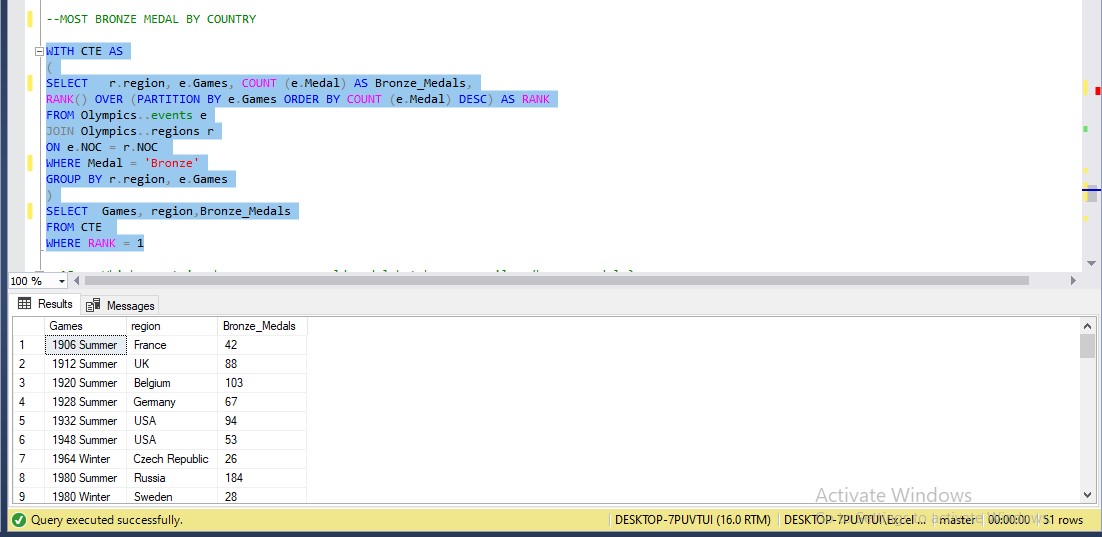 --MOST BRONZE MEDAL BY COUNTRY
WITH CTE AS
(
SELECT r.region, e.Games, COUNT (e.Medal) AS Bronze_Medals,
RANK() OVER (PARTITION BY e.Games ORDER BY COUNT (e.Medal) DESC) AS RANK
FROM Olympics..events e
JOIN Olympics..regions r
ON e.NOC = r.NOC
WHERE Medal = 'Bronze'
GROUP BY r.region, e.Games
)
SELECT Games, region,Bronze_Medals
FROM CTE
WHERE RANK = 1
100 %
Results Messages
Games region Bronze_Medals
1 1906 Summer France 42
2 1912 Summer UK 88
3 1920 Summer Belgium 103
4 1928 Summer Germany 67
5 1932 Summer USA 94
6 1948 Summer USA 53
7 1964 Winter Czech Republic 26
8 1980 Summer Russia 184
9 1980 Winter Sweden 28
Activate Windows
Go to Settings to activate Windows.
Query executed successfully. DESKTOP-7PUVTUI (16.0 RTM) DESKTOP-7PUVTUI\Excel... master 00:00:00 51 rows